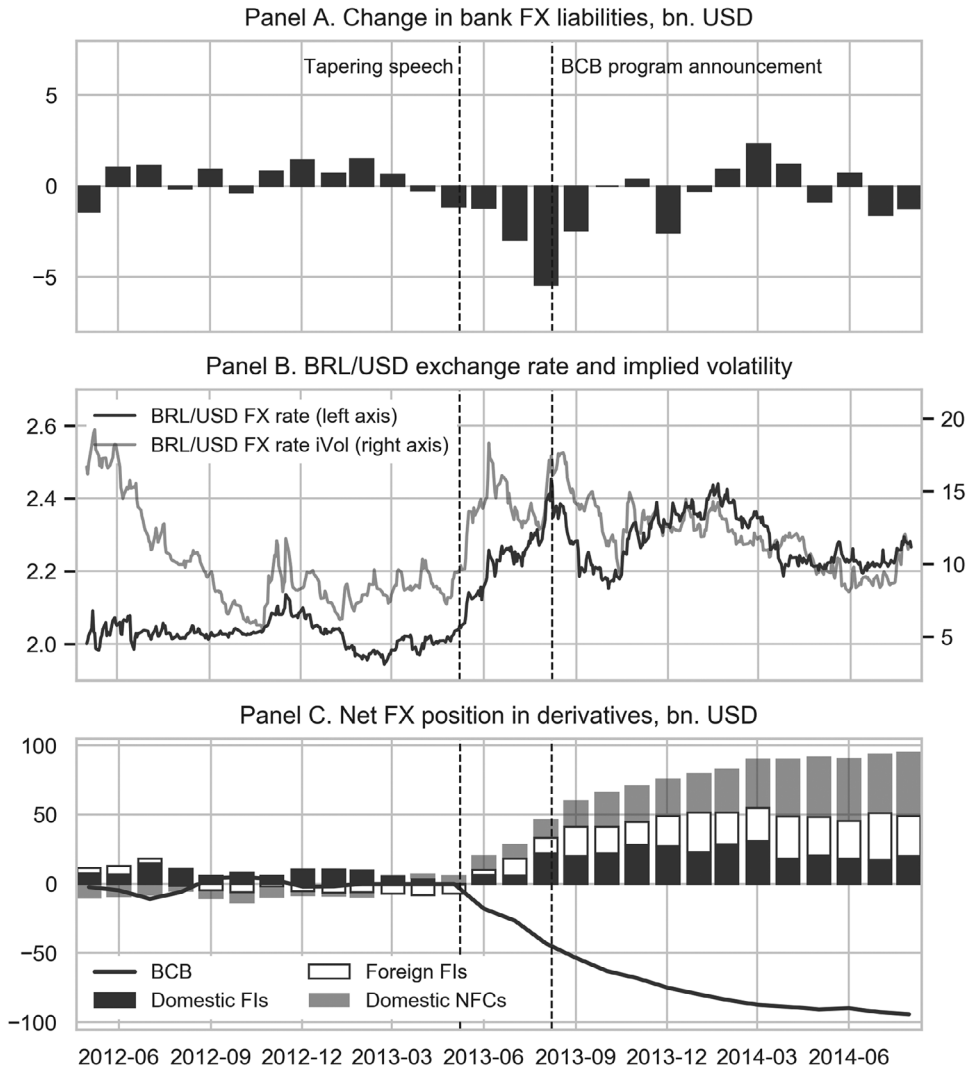 Panel A. Change in bank FX liabilities, bn. USD
Tapering speech
BCB program announcement
5
0
−5
Panel B. BRL/USD exchange rate and implied volatility
BRL/USD FX rate (left axis)
BRL/USD FX rate iVol (right axis)
2.6
2.4
2.2
2.0
20
15
10
5
Panel C. Net FX position in derivatives, bn. USD
100
50
0
−50
−100
BCB
Domestic FIs
Foreign FIs
Domestic NFCs
2012-06 2012-09 2012-12 2013-03 2013-06 2013-09 2013-12 2014-03 2014-06